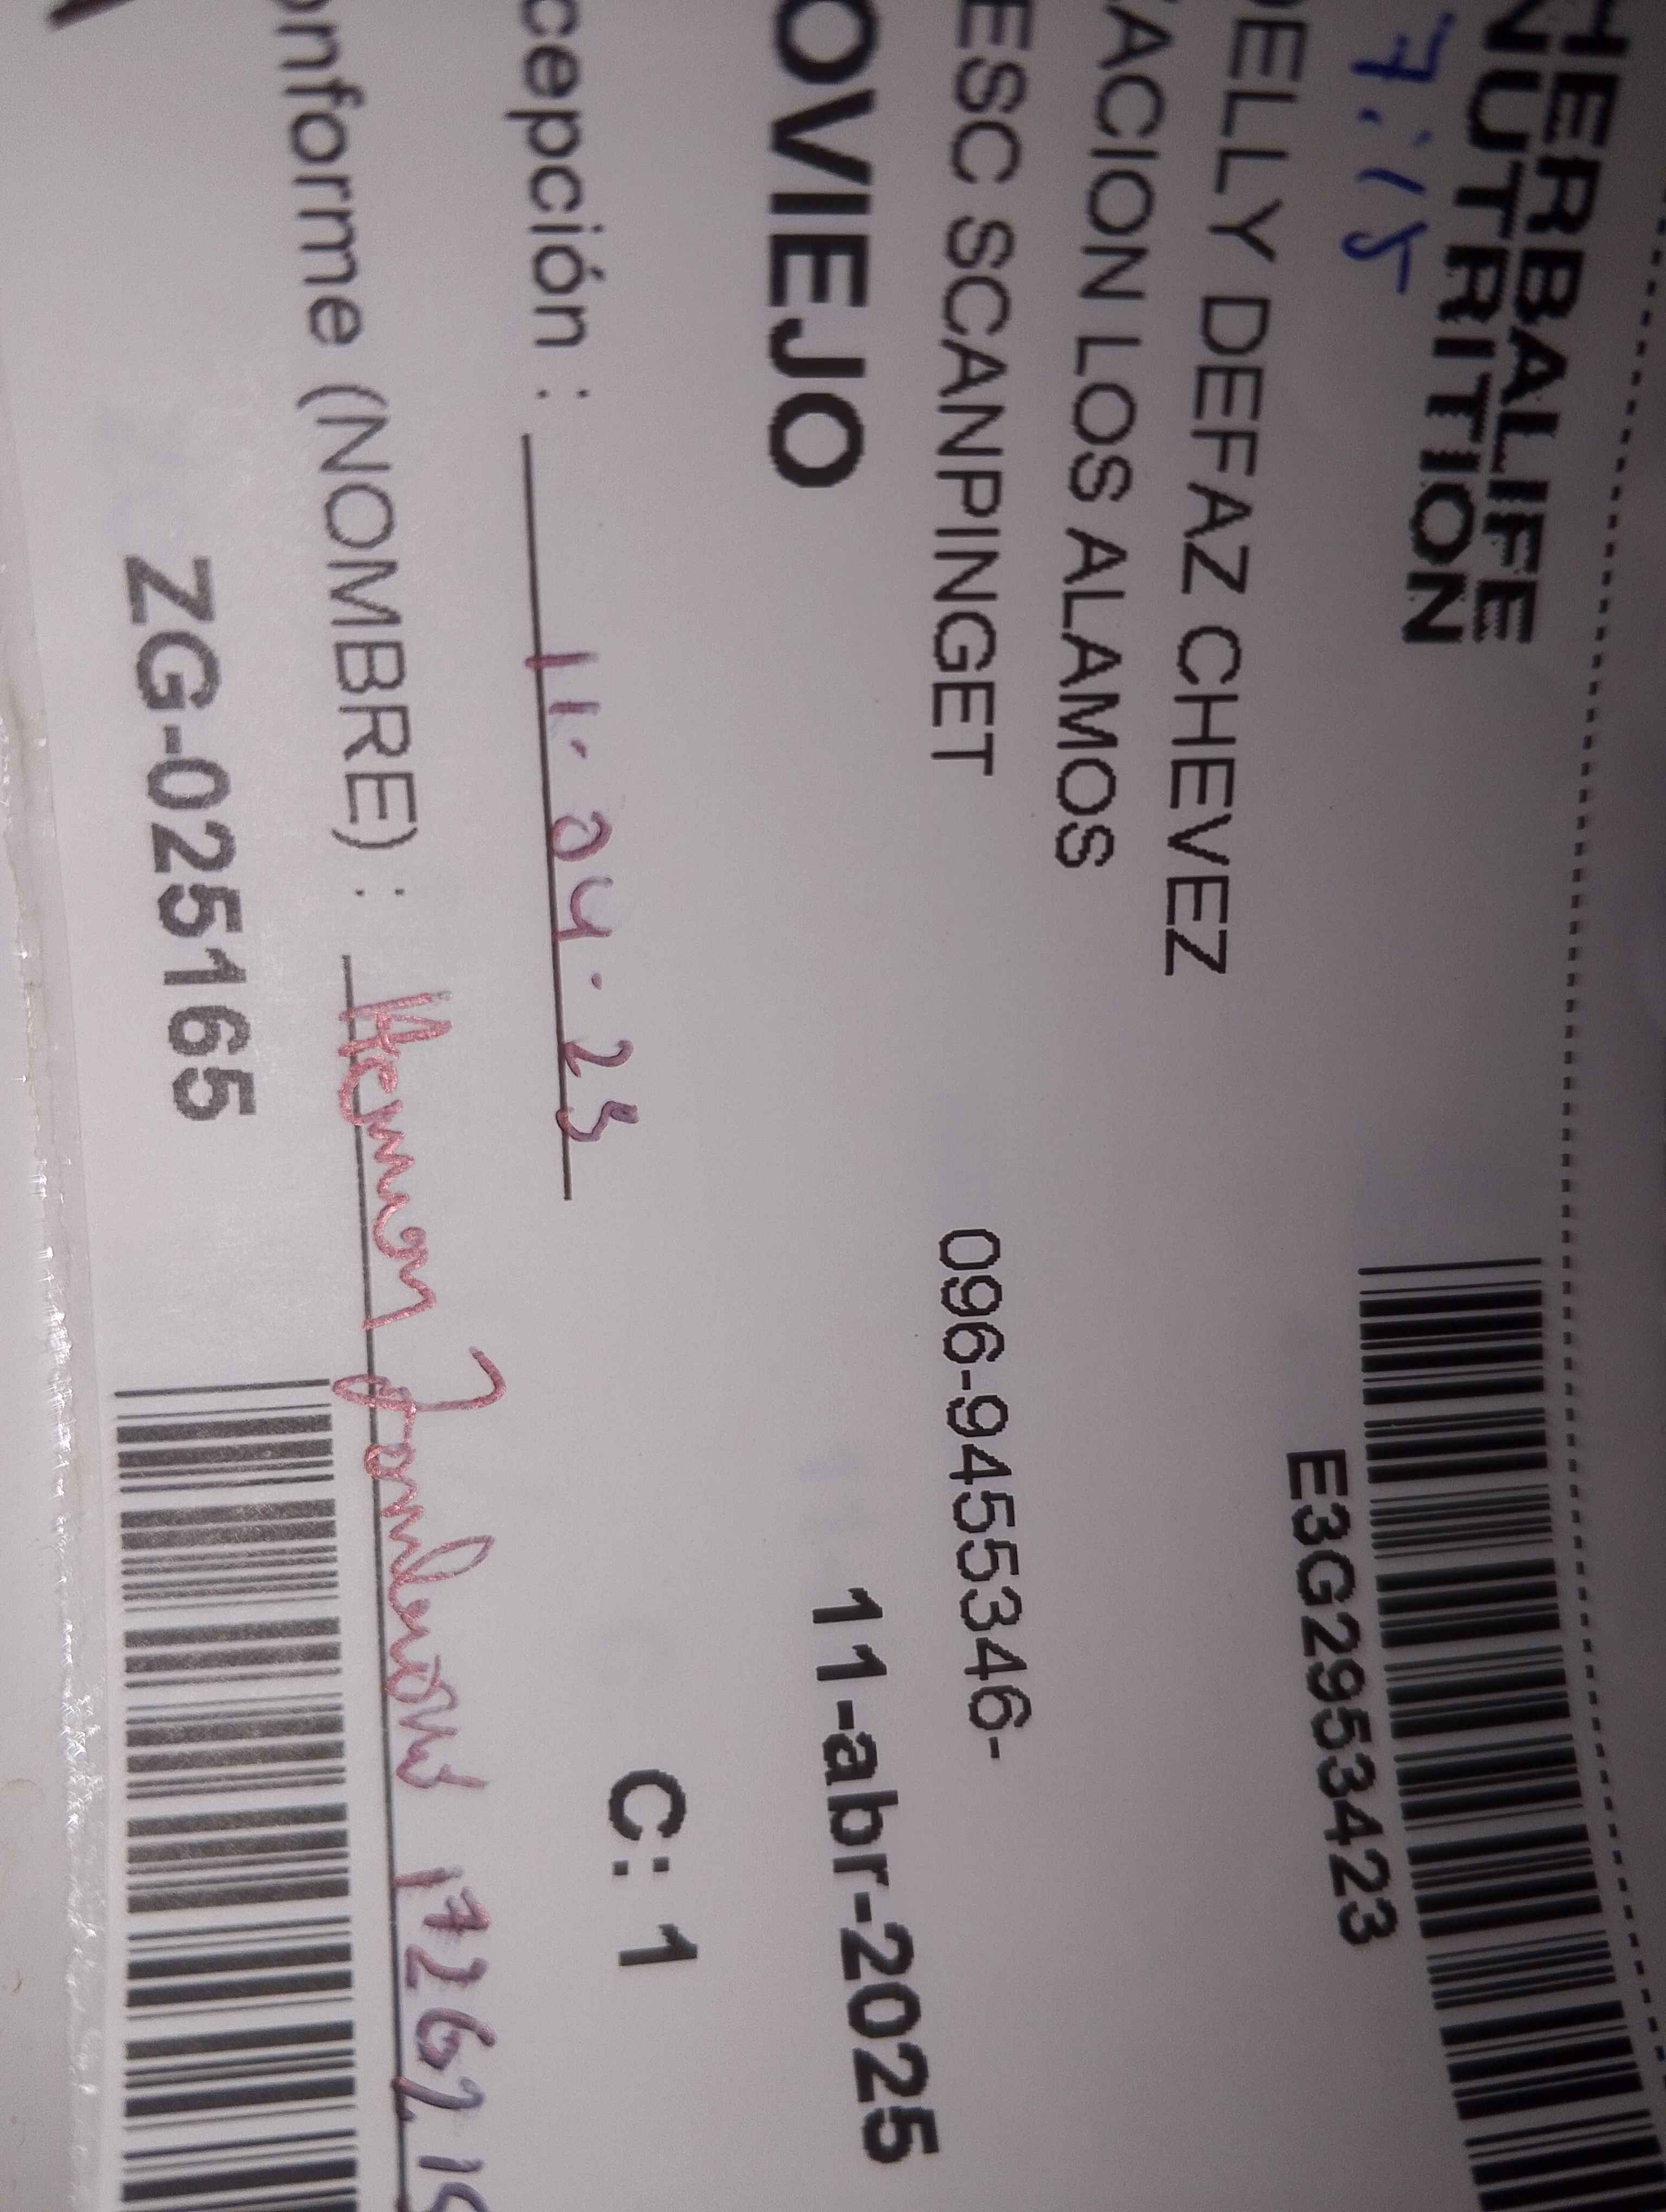 HERBALIFE
NUTRITION
7:15
E3G2953423
DELLY DEFAZ CHEVEZ
ACION LOS ALAMOS
ESC SCANPINGET
096-9455346-
OVIEJO
11-abr-2025
C: 1
cepción : 11.04.25
onforme (NOMBRE) :
ZG-025165